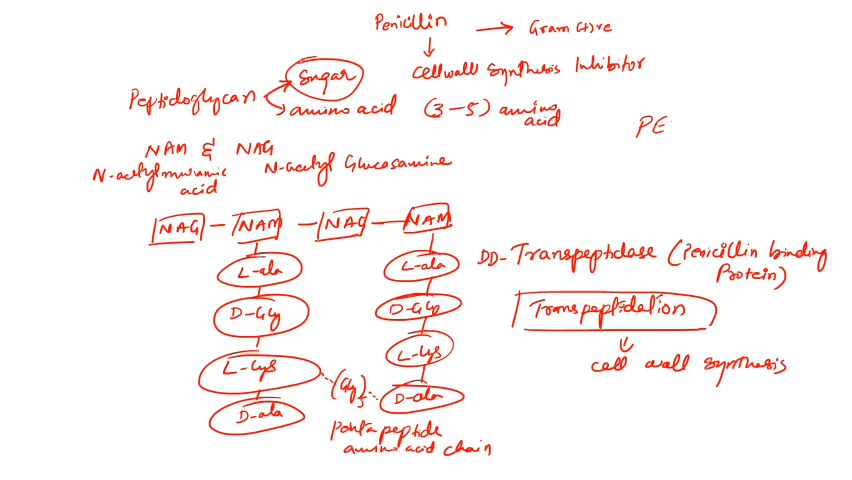 Penicillin → Gram (+)ve
↓
cellwall synthesis Inhibitor
Peptidoglycan
Sugar
amino acid (3-5) amino
acid
PE
NAM & NAG
N-acetylmuramic
acid
N-acetyl Glucosamine
NAG - NAM - NAG - NAM
L-ala L-ala
D-Gly D-Gly
L-Lys L-Lys
D-ala (Gly)5 D-ala
Pentapeptide
amino acid chain
DD-Transpeptidase (Penicillin binding
Protein)
Transpeptidation
↓
cell wall synthesis